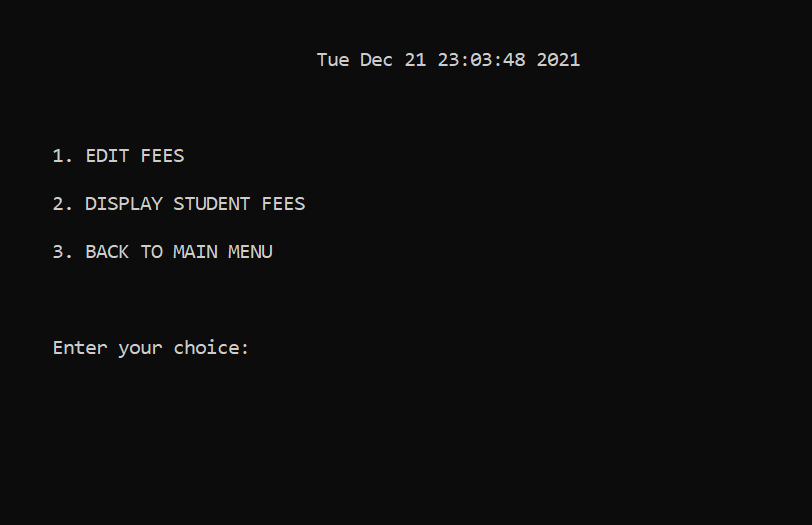 Tue Dec 21 23:03:48 2021
1. EDIT FEES
2. DISPLAY STUDENT FEES
3. BACK TO MAIN MENU
Enter your choice: